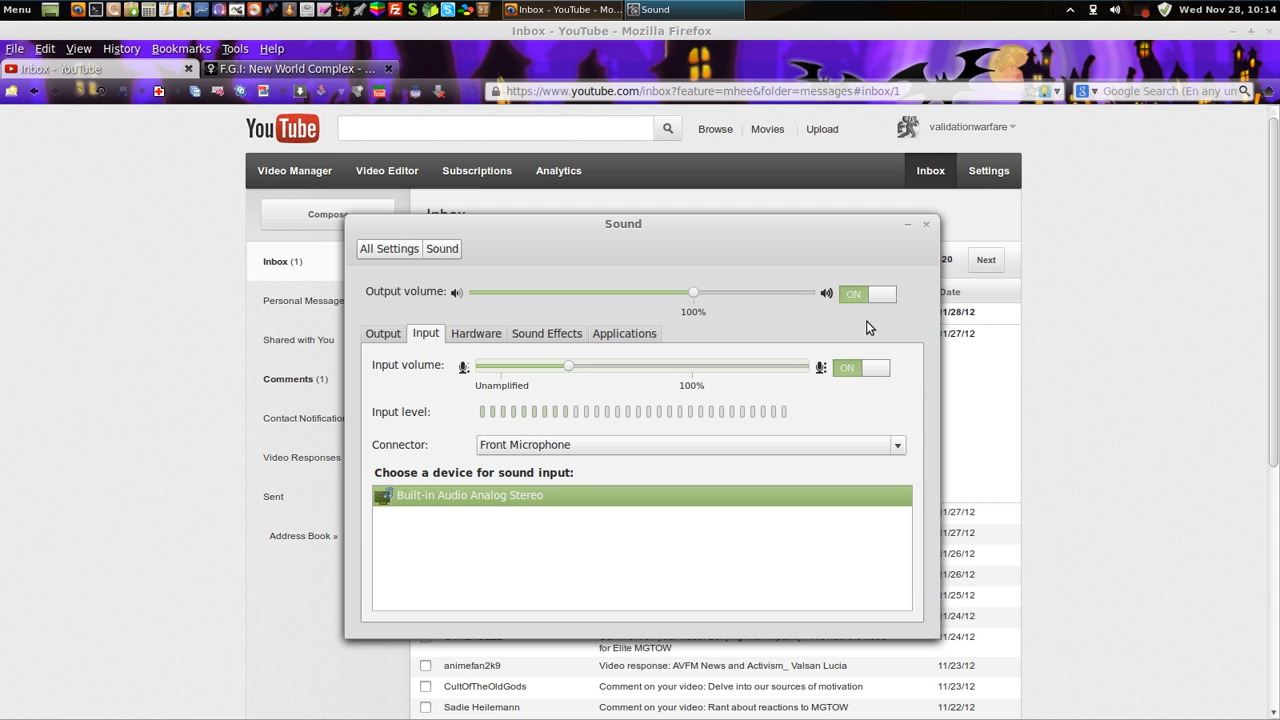 Menu
Inbox - YouTube - Mo...
Sound
Wed Nov 28, 10:14
Inbox - YouTube - Mozilla Firefox
File Edit View History Bookmarks Tools Help
Inbox - YouTube
F.G.I: New World Complex - ...
https://www.youtube.com/inbox?feature=mhee&folder=messages#inbox/1
Google Search (En any un
YouTube
Browse
Movies
Upload
validationwarfare
Video Manager
Video Editor
Subscriptions
Analytics
Inbox
Settings
Compose
Inbox
Inbox (1)
Personal Message
Shared with You
Comments (1)
Contact Notificatio
Video Responses
Sent
Address Book »
Sound
All Settings
Sound
Output volume:
ON
100%
Output
Input
Hardware
Sound Effects
Applications
Input volume:
ON
Unamplified
100%
Input level:
Connector:
Front Microphone
Choose a device for sound input:
Built-in Audio Analog Stereo
20
Next
Date
11/28/12
11/27/12
11/27/12
11/27/12
11/26/12
11/26/12
11/25/12
11/24/12
11/24/12
for Elite MGTOW
animefan2k9 Video response: AVFM News and Activism_ Valsan Lucia 11/23/12
CultOfTheOldGods Comment on your video: Delve into our sources of motivation 11/23/12
Sadie Heilemann Comment on your video: Rant about reactions to MGTOW 11/22/12